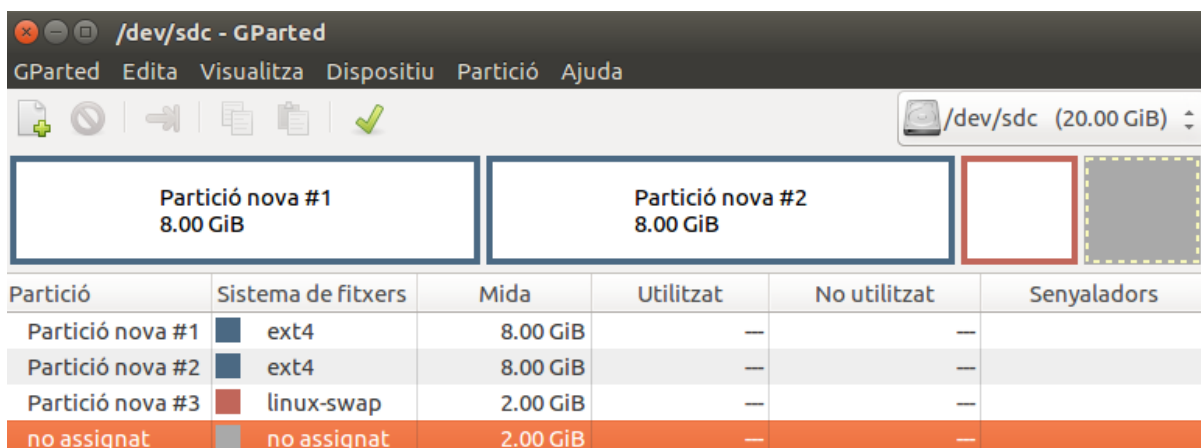 /dev/sdc - GParted
GParted Edita Visualitza Dispositiu Partició Ajuda
/dev/sdc (20.00 GiB)
Partició nova #1
8.00 GiB
Partició nova #2
8.00 GiB
Partició Sistema de fitxers Mida Utilitzat No utilitzat Senyaladors
Partició nova #1 ext4 8.00 GiB --- ---
Partició nova #2 ext4 8.00 GiB --- ---
Partició nova #3 linux-swap 2.00 GiB --- ---
no assignat no assignat 2.00 GiB --- ---